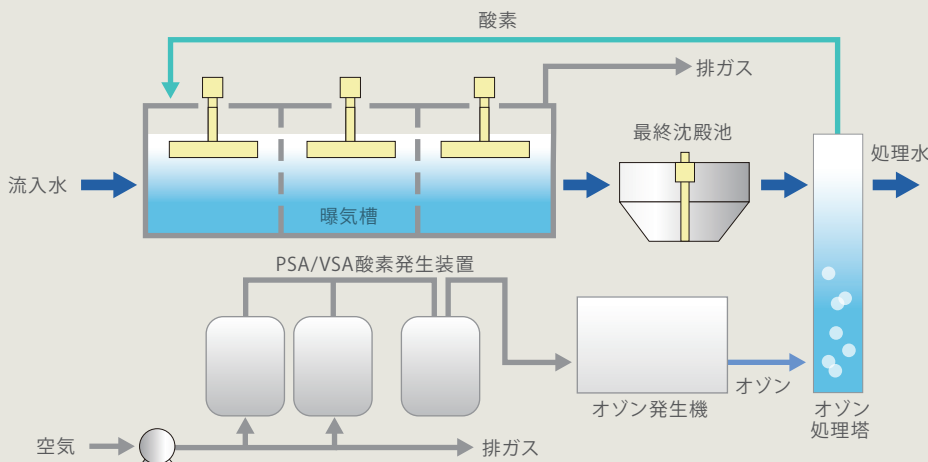 酸素
排ガス
最終沈殿池
処理水
流入水
曝気槽
PSA/VSA酸素発生装置
オゾン
オゾン発生機
オゾン
処理塔
空気
排ガス